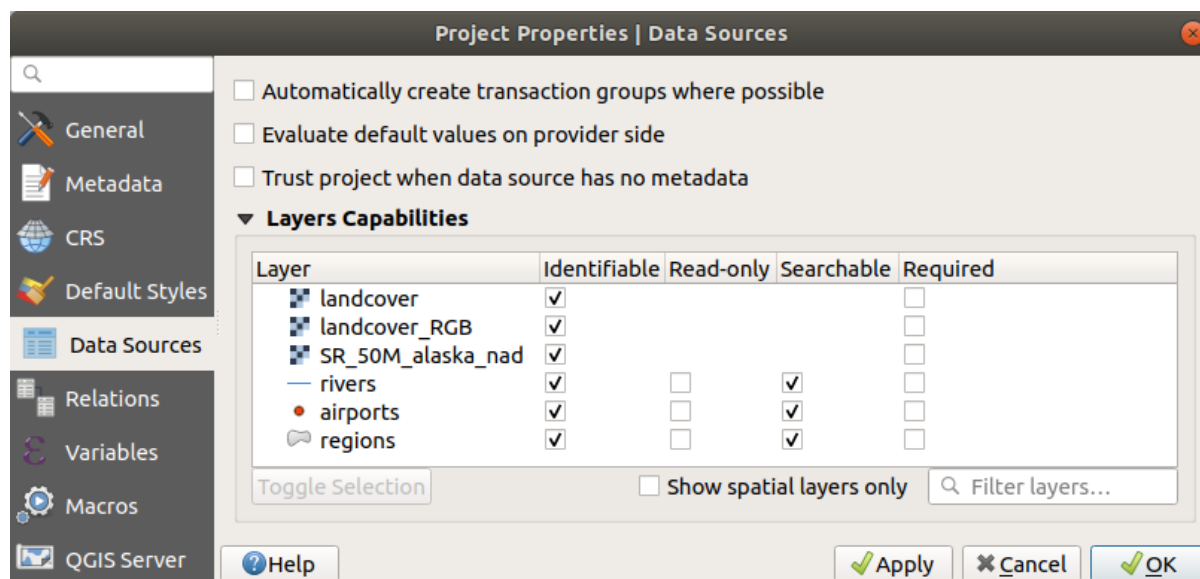 Project Properties | Data Sources
General
Metadata
CRS
Default Styles
Data Sources
Relations
Variables
Macros
QGIS Server
Automatically create transaction groups where possible
Evaluate default values on provider side
Trust project when data source has no metadata
Layers Capabilities
Layer Identifiable Read-only Searchable Required
landcover
landcover_RGB
SR_50M_alaska_nad
rivers
airports
regions
Toggle Selection Show spatial layers only Filter layers...
Help Apply Cancel OK